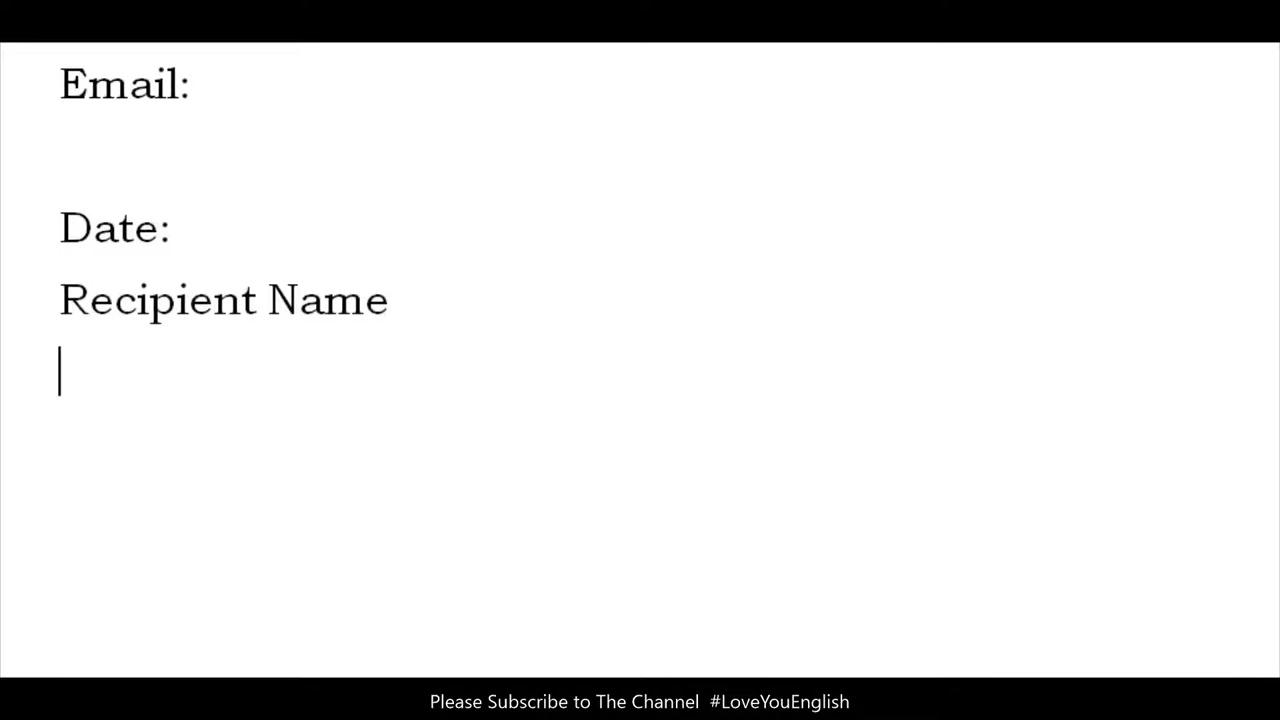 Email:
Date:
Recipient Name
Please Subscribe to The Channel #LoveYouEnglish